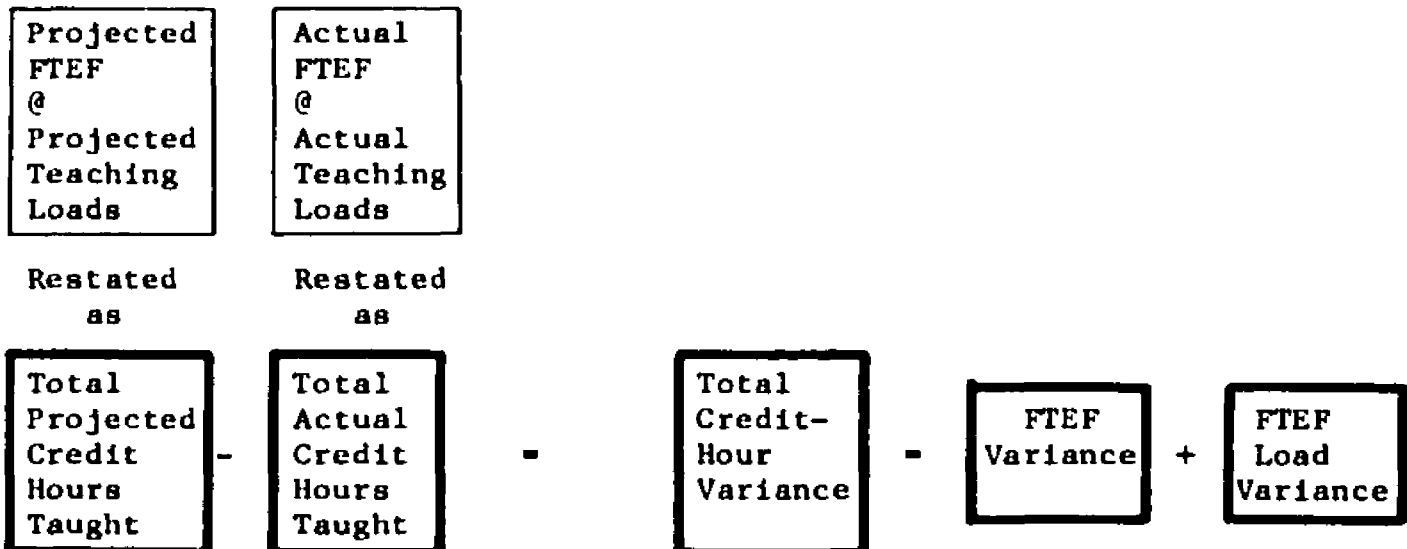 Projected
FTEF
@
Projected
Teaching
Loads
Actual
FTEF
@
Actual
Teaching
Loads
Restated
as
Restated
as
Total
Projected
Credit
Hours
Taught
-
Total
Actual
Credit
Hours
Taught
=
Total
Credit-
Hour
Variance
=
FTEF
Variance
+
FTEF
Load
Variance